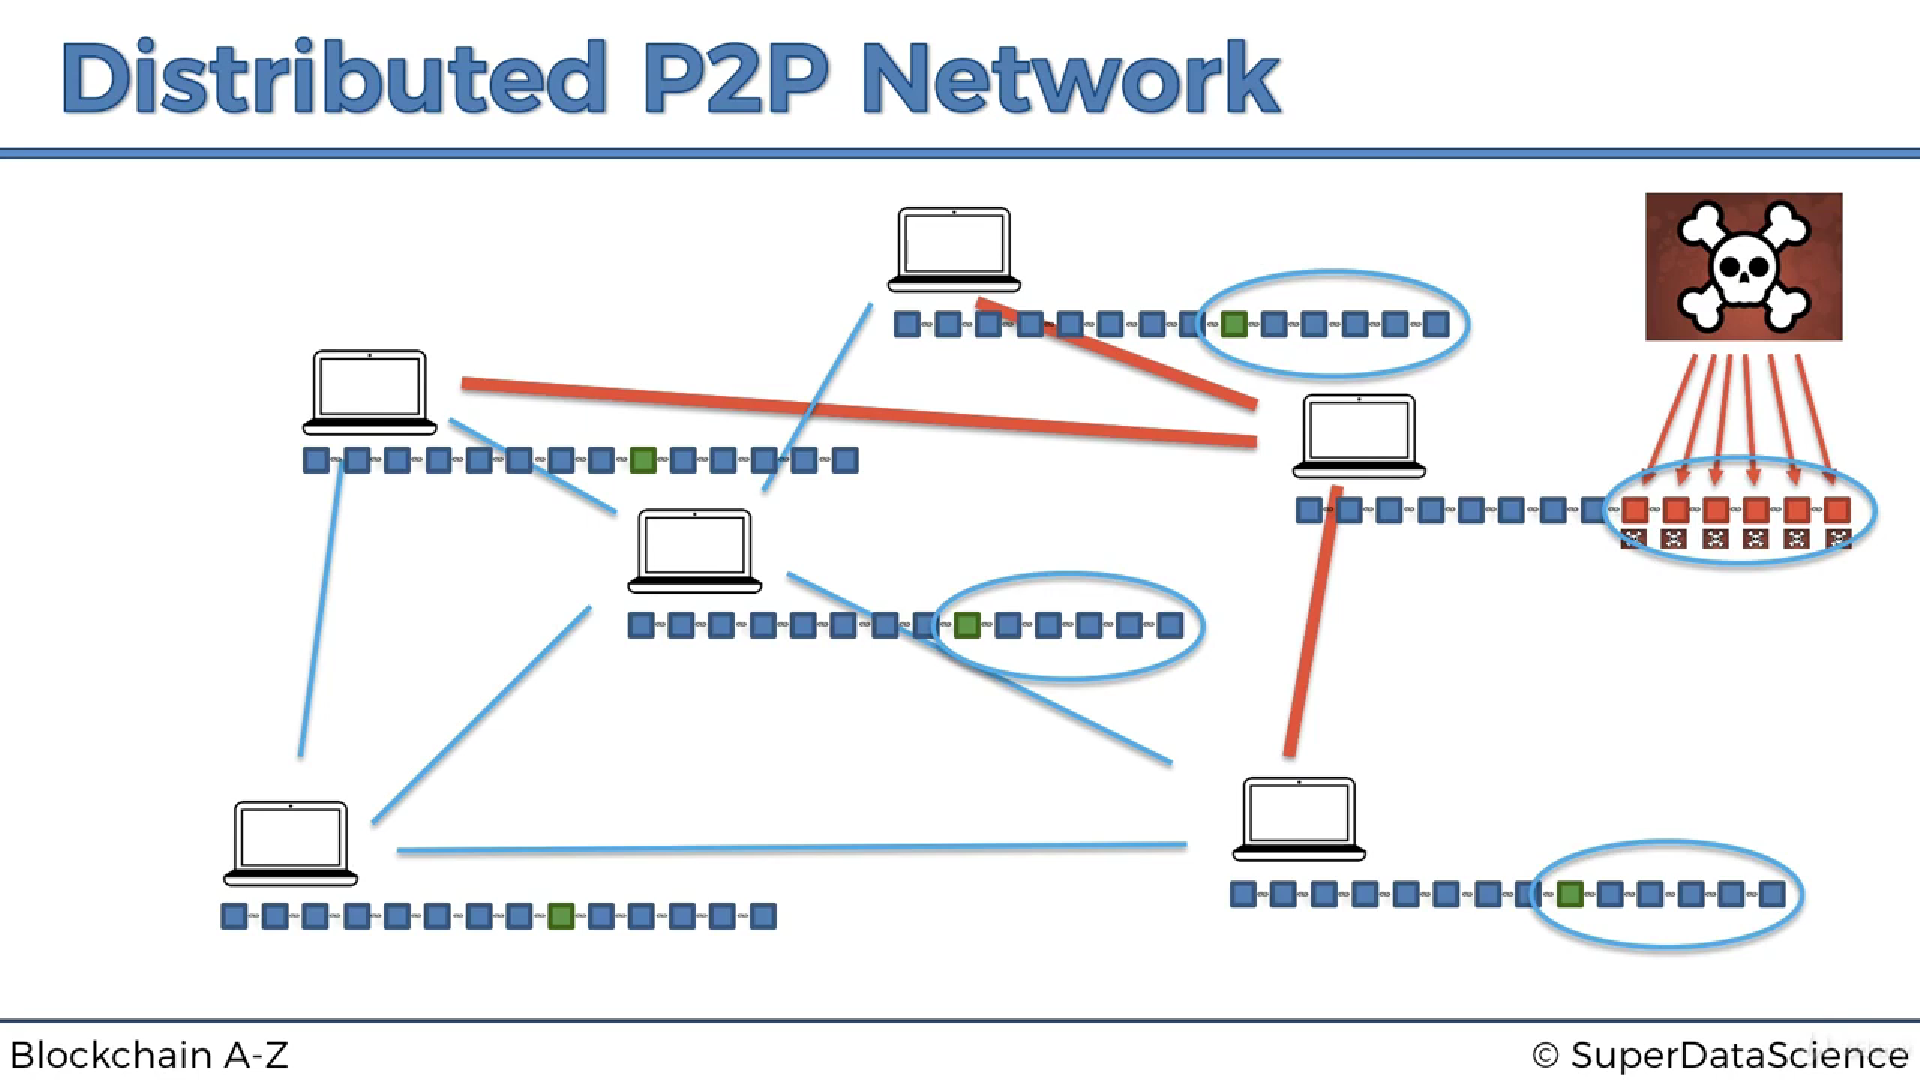 Distributed P2P Network
Blockchain A-Z
© SuperDataScience